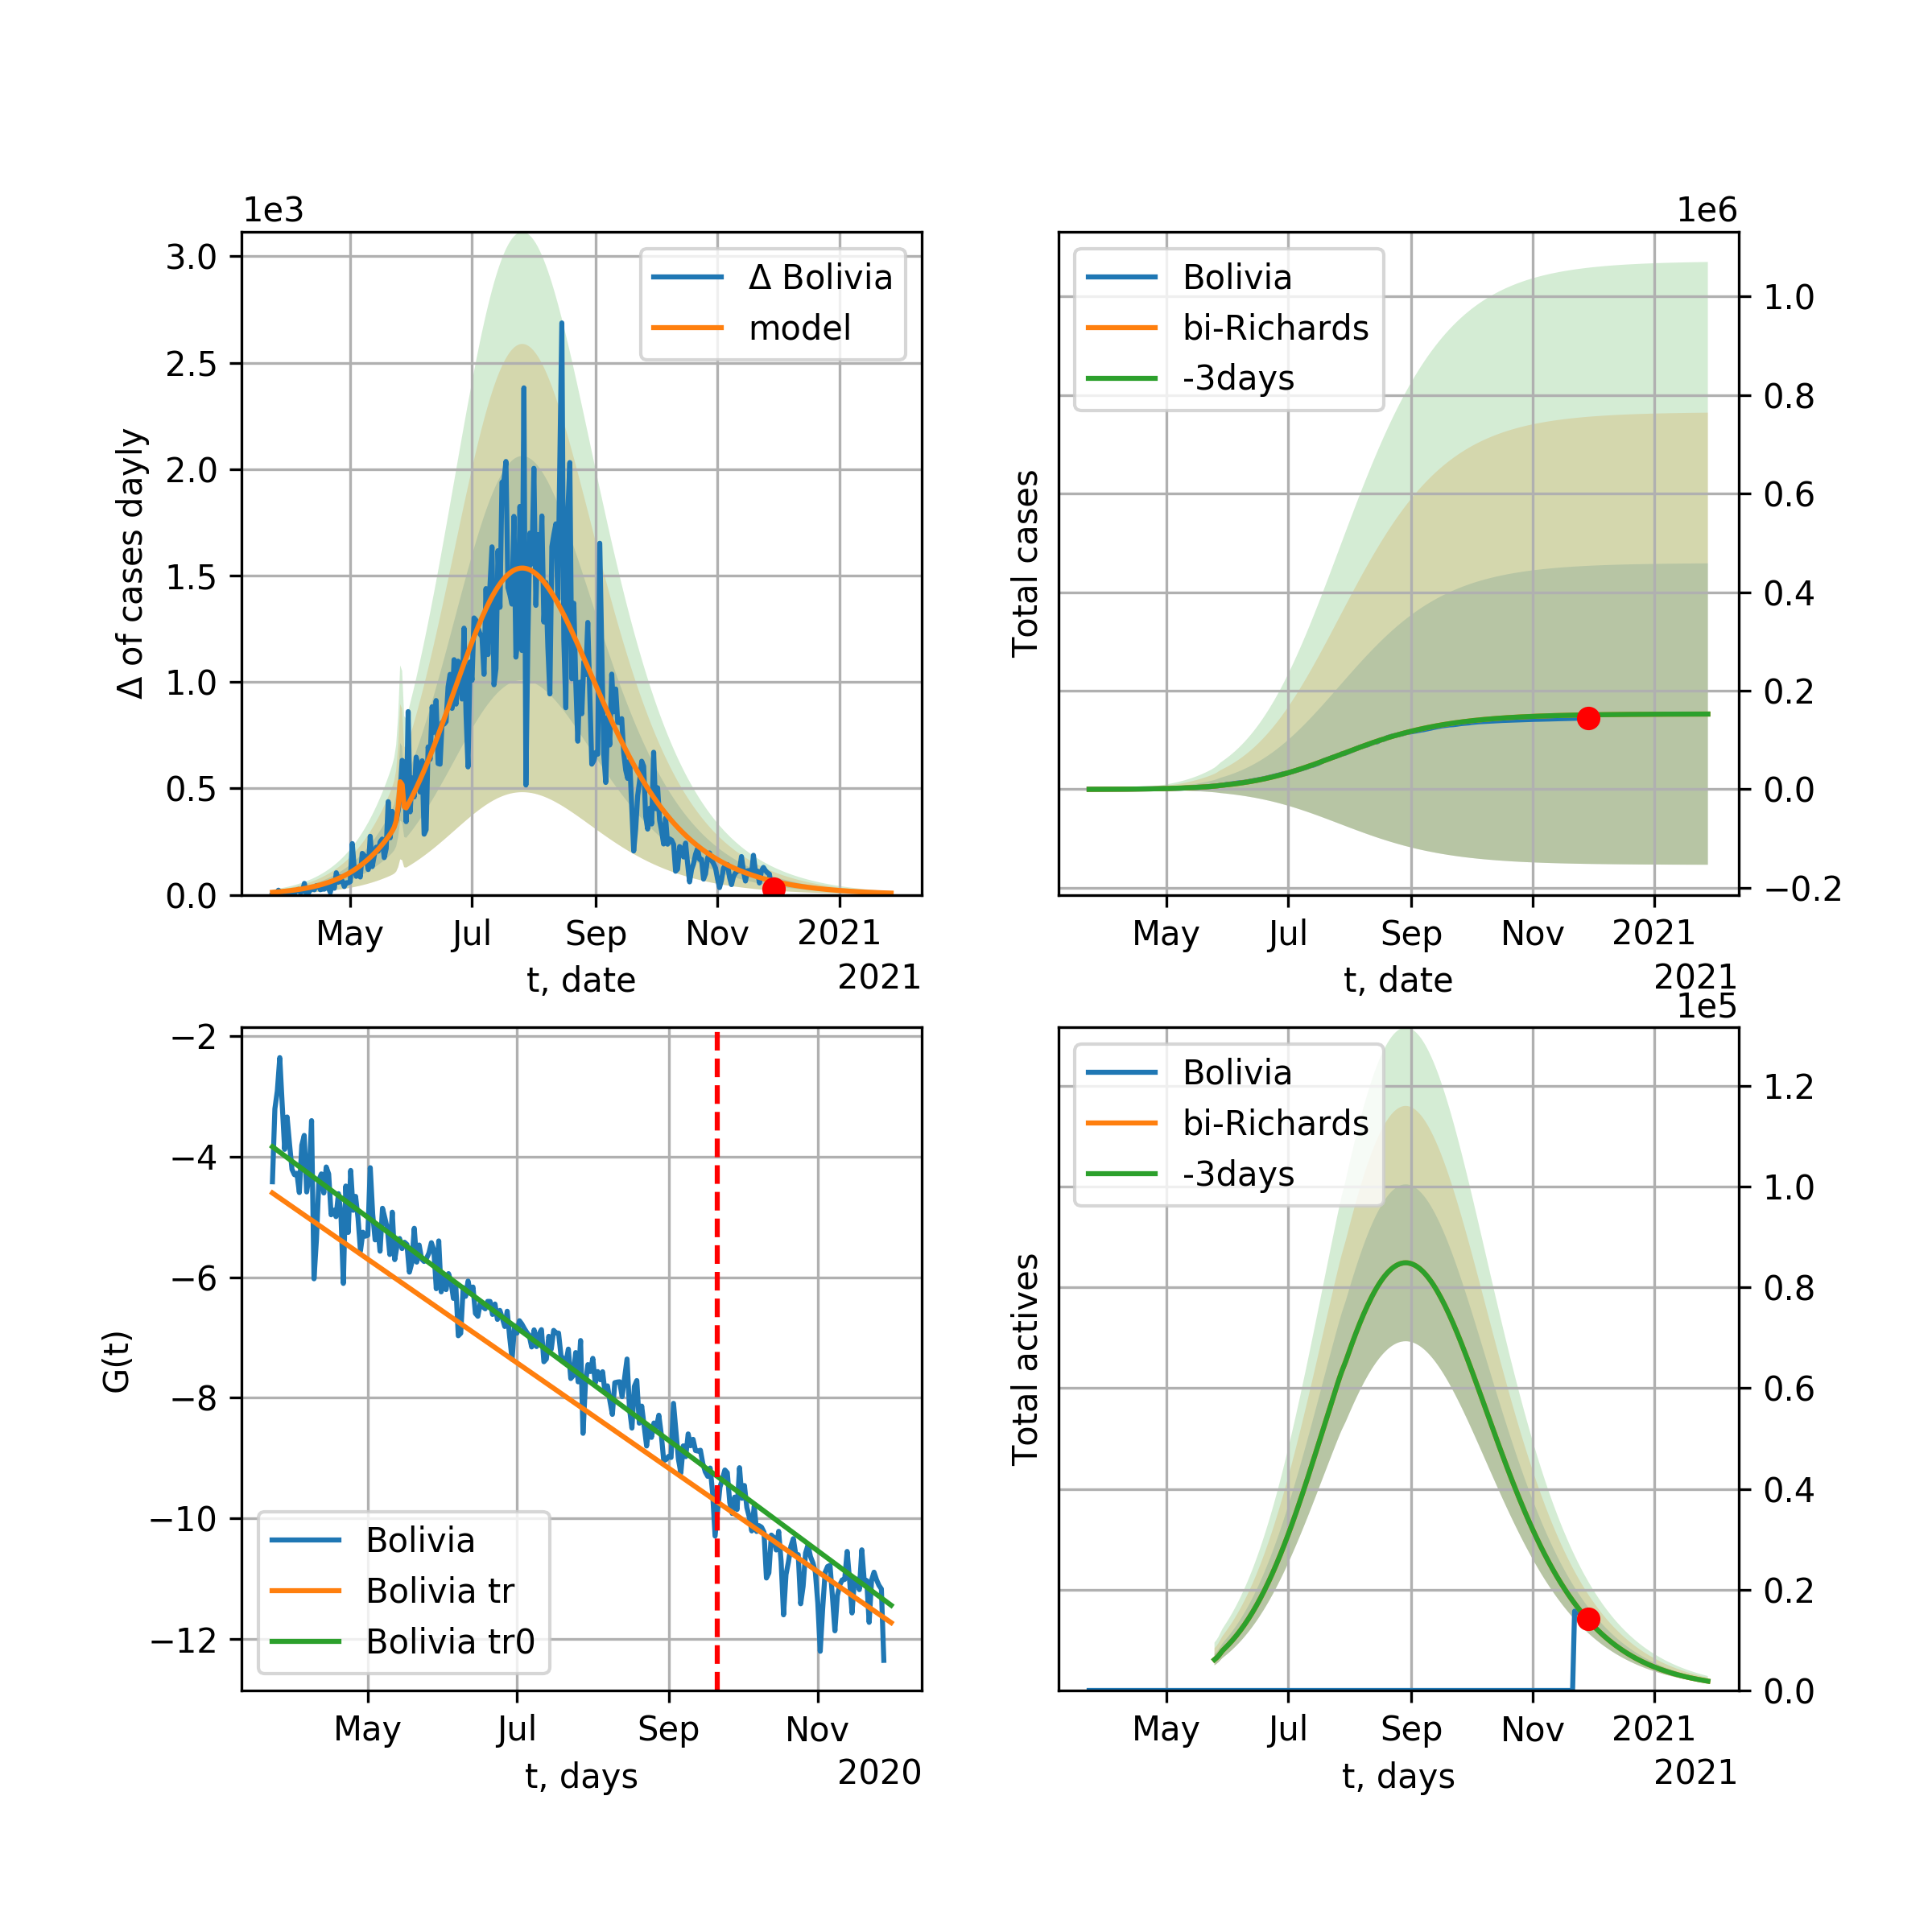 1e3
3.0
2.5
2.0
1.5
1.0
0.5
0.0
Δ of cases dayly
Δ Bolivia
model
May Jul Sep Nov 2021
t, date
2021
1e6
Bolivia
bi-Richards
-3days
Total cases
1.0
0.8
0.6
0.4
0.2
0.0
−0.2
May Jul Sep Nov 2021
t, date
2021
−2
−4
−6
−8
−10
−12
G(t)
Bolivia
Bolivia tr
Bolivia tr0
May Jul Sep Nov
t, days
2020
1e5
Bolivia
bi-Richards
-3days
Total actives
1.2
1.0
0.8
0.6
0.4
0.2
0.0
May Jul Sep Nov 2021
t, days
2021